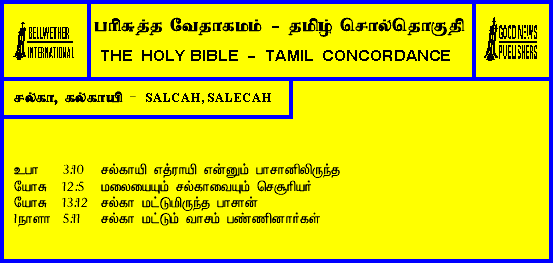 BELLWETHER INTERNATIONAL
பரிசுத்த வேதாகமம் - தமிழ் சொல்தொகுதி
THE HOLY BIBLE - TAMIL CONCORDANCE
GOOD NEWS PUBLISHERS
சல்கா, கல்காயி - SALCAH, SALECAH
உபா 3:10 சல்காயி எத்ராயி என்னும் பாசானிலிருந்த
யோசு 12:5 மலையையும் சல்காவையும் செசூரியர்
யோசு 13:12 சல்கா மட்டுமிருந்த பாசான்
1நாளா 5:11 சல்கா மட்டும் வாசம் பண்ணினார்கள்